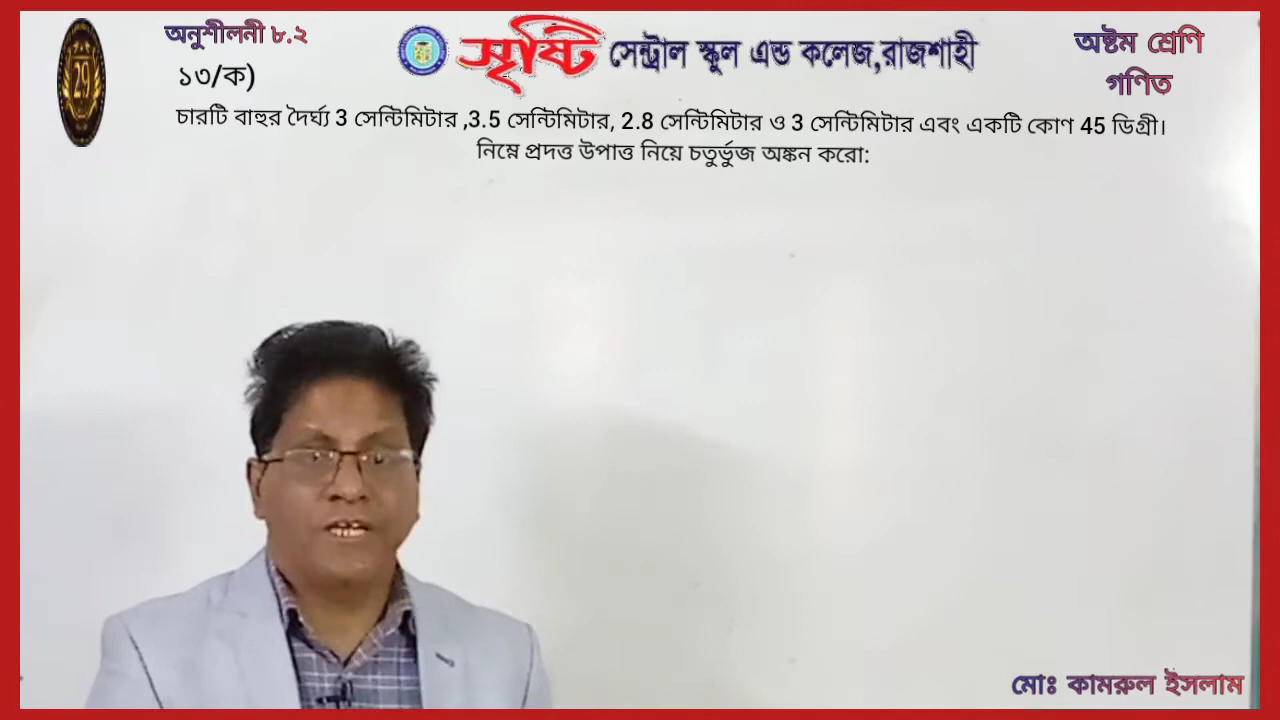 অনুশীলনী ৮.২
সৃষ্টি সেন্ট্রাল স্কুল এন্ড কলেজ,রাজশাহী
অষ্টম শ্রেণি
গণিত
29
১৩/ক)
চারটি বাহুর দৈর্ঘ্য 3 সেন্টিমিটার ,3.5 সেন্টিমিটার, 2.8 সেন্টিমিটার ও 3 সেন্টিমিটার এবং একটি কোণ 45 ডিগ্রী।
নিম্নে প্রদত্ত উপাত্ত নিয়ে চতুর্ভুজ অঙ্কন করো:
মোঃ কামরুল ইসলাম